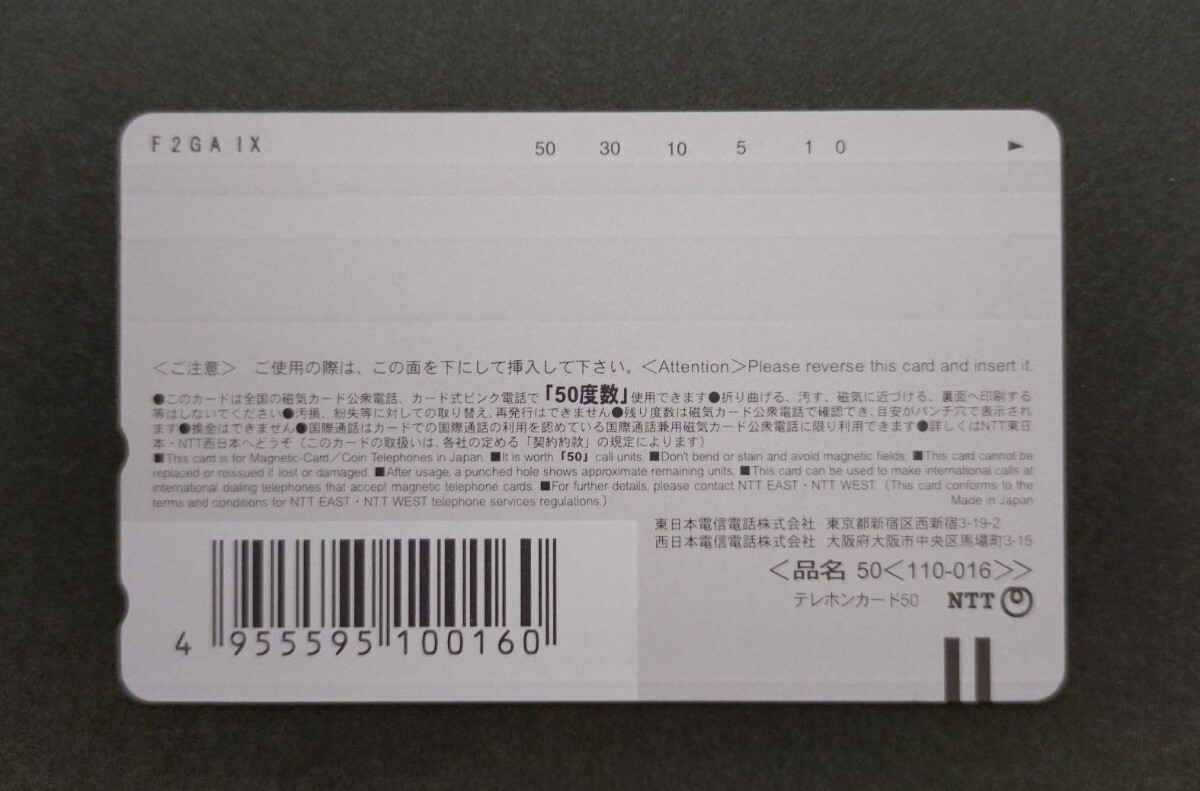 F2GA IX 50 30 10 5 1 0 ►
＜ご注意＞ ご使用の際は、この面を下にして挿入して下さい。＜Attention＞Please reverse this card and insert it.
●このカードは全国の磁気カード公衆電話、カード式ピンク電話で「50度数」使用できます●折り曲げる、汚す、磁気に近づける、裏面へ印刷する
等はしないでください●汚損、紛失等に対しての取り替え、再発行はできません●残り度数は磁気カード公衆電話で確認でき、目安がパンチ穴で表示され
ます●換金はできません●国際通話はカードでの国際通話の利用を認めている国際通話兼用磁気カード公衆電話に限り利用できます●詳しくはNTT東日
本・NTT西日本へどうぞ（このカードの取扱いは、各社の定める「契約約款」の規定によります）
■This card is for Magnetic-Card／Coin Telephones in Japan. ■It is worth「50」call units. ■Don't bend or stain and avoid magnetic fields. ■This card cannot be
replaced or reissued if lost or damaged. ■After usage, a punched hole shows approximate remaining units. ■This card can be used to make international calls at
international dialing telephones that accept magnetic telephone cards. ■For further details, please contact NTT EAST・NTT WEST. (This card conforms to the
terms and conditions for NTT EAST・NTT WEST telephone services regulations.) Made in Japan
東日本電信電話株式会社 東京都新宿区西新宿3-19-2
西日本電信電話株式会社 大阪府大阪市中央区馬場町3-15
＜品名 50＜110-016＞＞
テレホンカード50 NTT
4 955595 100160